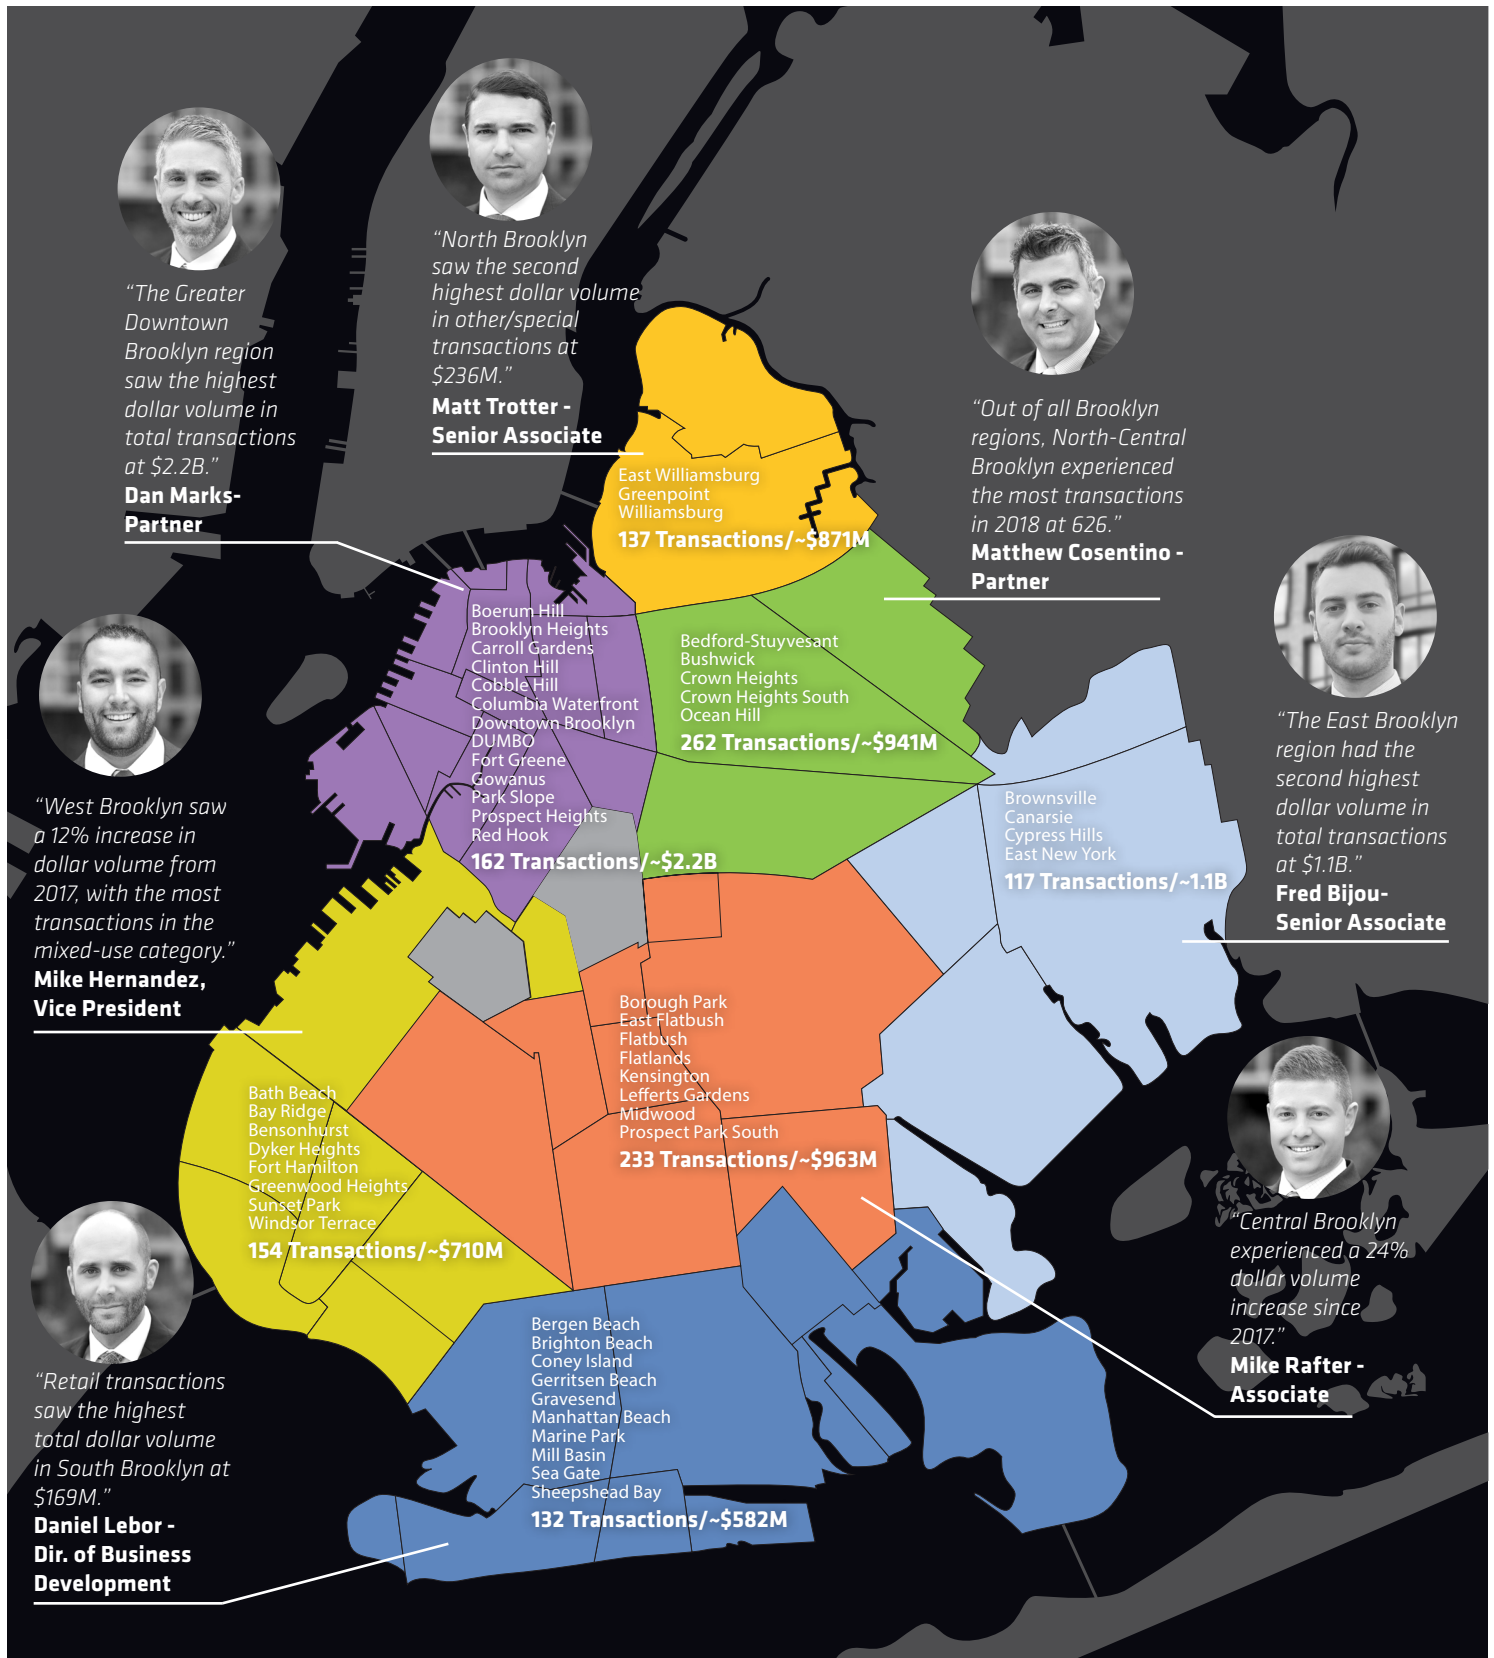 “North Brooklyn
saw the second
highest dollar volume
in other/special
transactions at
$236M.”
Matt Trotter -
Senior Associate
“The Greater
Downtown
Brooklyn region
saw the highest
dollar volume in
total transactions
at $2.2B.”
Dan Marks-
Partner
“Out of all Brooklyn
regions, North-Central
Brooklyn experienced
the most transactions
in 2018 at 626.”
Matthew Cosentino -
Partner
East Williamsburg
Greenpoint
Williamsburg
137 Transactions/~$871M
Boerum Hill
Brooklyn Heights
Carroll Gardens
Clinton Hill
Cobble Hill
Columbia Waterfront
Downtown Brooklyn
DUMBO
Fort Greene
Gowanus
Park Slope
Prospect Heights
Red Hook
162 Transactions/~$2.2B
Bedford-Stuyvesant
Bushwick
Crown Heights
Crown Heights South
Ocean Hill
262 Transactions/~$941M
“The East Brooklyn
region had the
second highest
dollar volume in
total transactions
at $1.1B.”
Fred Bijou-
Senior Associate
Brownsville
Canarsie
Cypress Hills
East New York
117 Transactions/~1.1B
“West Brooklyn saw
a 12% increase in
dollar volume from
2017, with the most
transactions in the
mixed-use category.”
Mike Hernandez,
Vice President
Borough Park
East Flatbush
Flatbush
Flatlands
Kensington
Lefferts Gardens
Midwood
Prospect Park South
233 Transactions/~$963M
Bath Beach
Bay Ridge
Bensonhurst
Dyker Heights
Fort Hamilton
Greenwood Heights
Sunset Park
Windsor Terrace
154 Transactions/~$710M
“Central Brooklyn
experienced a 24%
dollar volume
increase since
2017.”
Mike Rafter -
Associate
Bergen Beach
Brighton Beach
Coney Island
Gerritsen Beach
Gravesend
Manhattan Beach
Marine Park
Mill Basin
Sea Gate
Sheepshead Bay
132 Transactions/~$582M
“Retail transactions
saw the highest
total dollar volume
in South Brooklyn at
$169M.”
Daniel Lebor -
Dir. of Business
Development